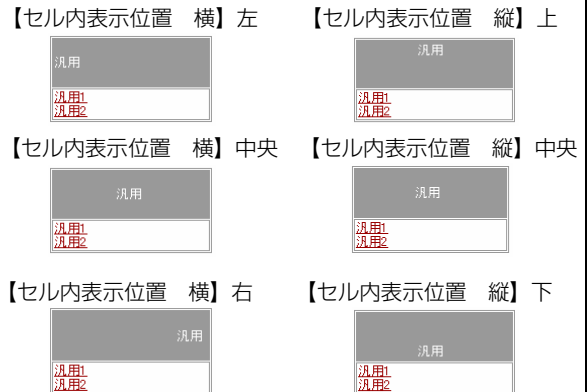 【セル内表示位置　横】左
汎用
汎用1
汎用2
【セル内表示位置　縦】上
汎用
汎用1
汎用2
【セル内表示位置　横】中央
汎用
汎用1
汎用2
【セル内表示位置　縦】中央
汎用
汎用1
汎用2
【セル内表示位置　横】右
汎用
汎用1
汎用2
【セル内表示位置　縦】下
汎用
汎用1
汎用2